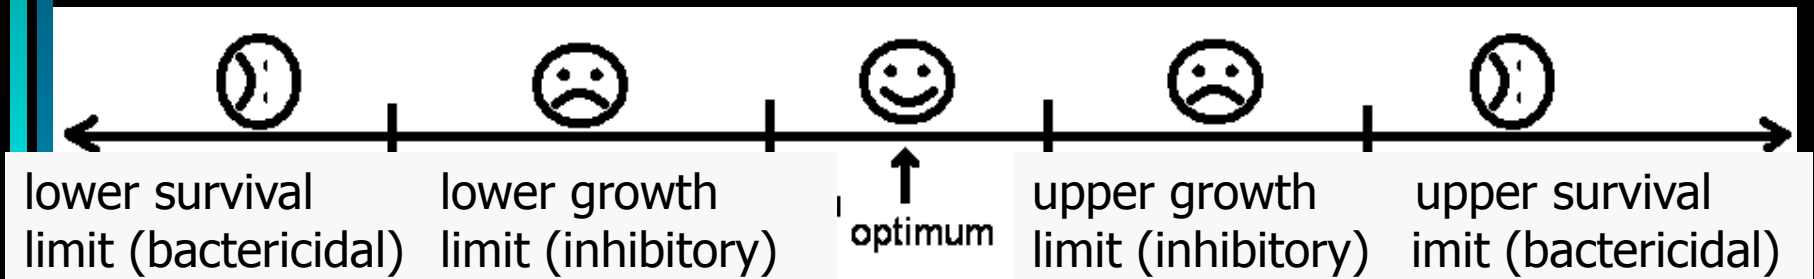 lower survival
limit (bactericidal)
lower growth
limit (inhibitory)
optimum
upper growth
limit (inhibitory)
upper survival
imit (bactericidal)